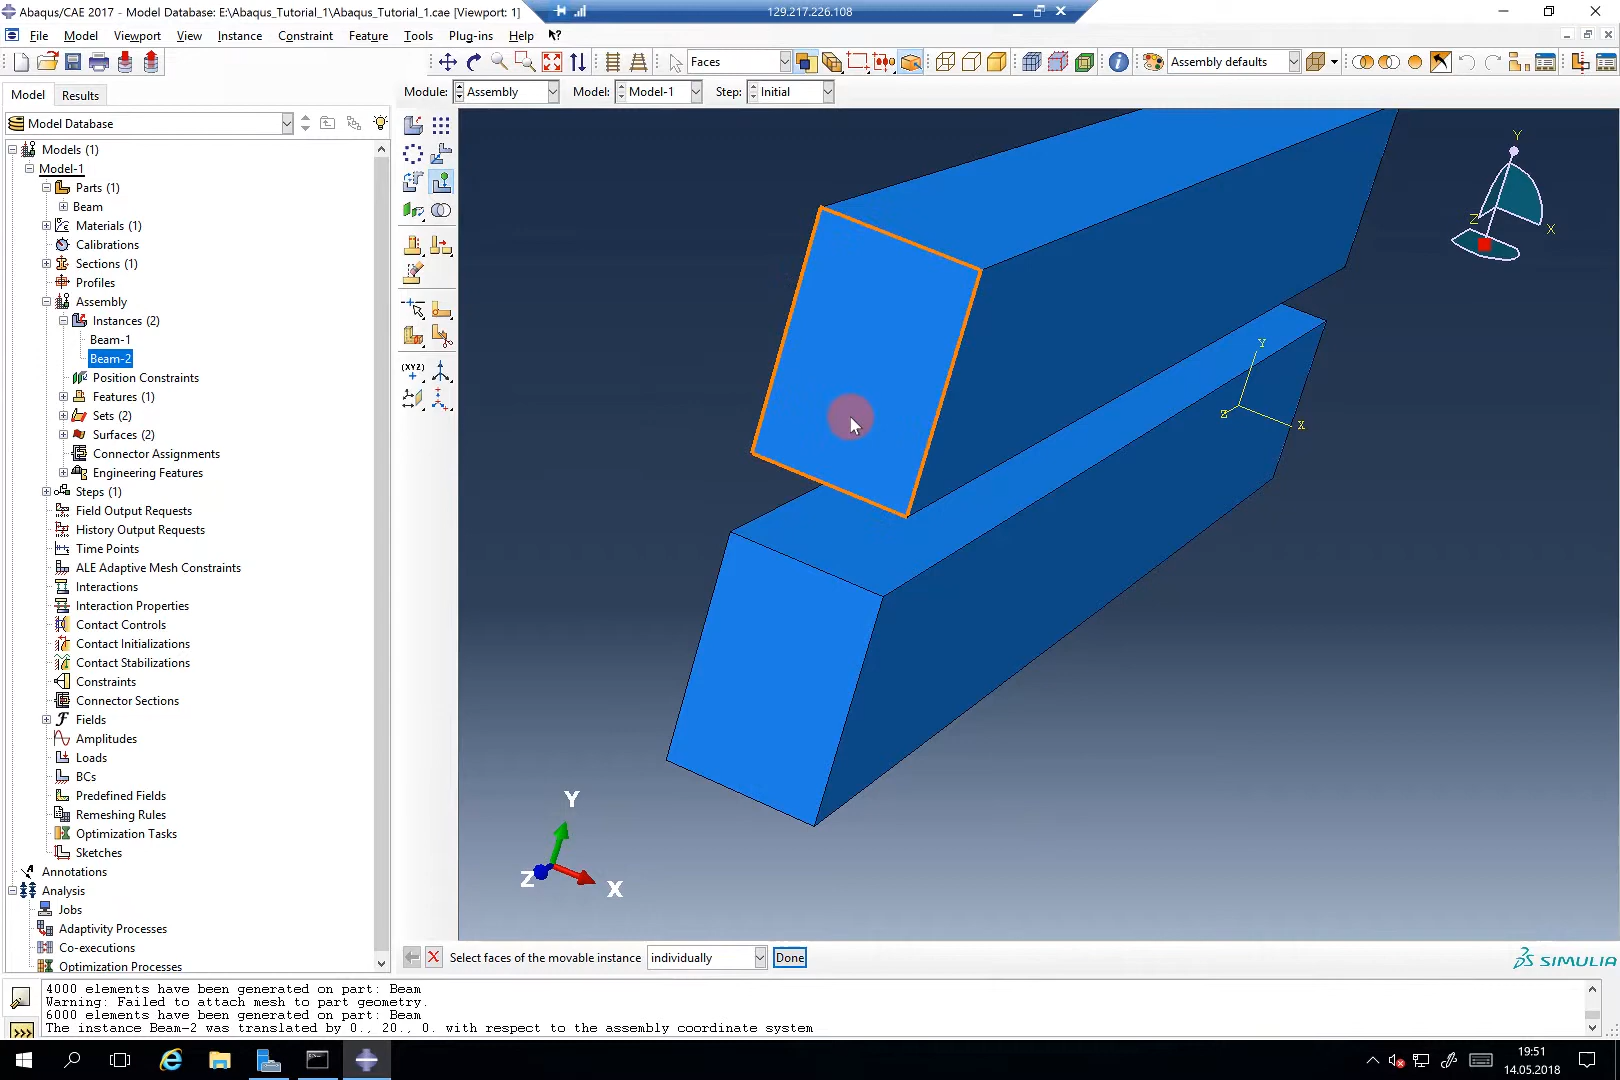 Abaqus/CAE 2017 - Model Database: E:\Abaqus_Tutorial_1\Abaqus_Tutorial_1.cae [Viewport: 1]
129.217.226.108
File Model Viewport View Instance Constraint Feature Tools Plug-ins Help
Faces
Assembly defaults
Model Results
Module: Assembly Model: Model-1 Step: Initial
Model Database
Models (1)
Model-1
Parts (1)
Beam
Materials (1)
Calibrations
Sections (1)
Profiles
Assembly
Instances (2)
Beam-1
Beam-2
Position Constraints
Features (1)
Sets (2)
Surfaces (2)
Connector Assignments
Engineering Features
Steps (1)
Field Output Requests
History Output Requests
Time Points
ALE Adaptive Mesh Constraints
Interactions
Interaction Properties
Contact Controls
Contact Initializations
Contact Stabilizations
Constraints
Connector Sections
Fields
Amplitudes
Loads
BCs
Predefined Fields
Remeshing Rules
Optimization Tasks
Sketches
Annotations
Analysis
Jobs
Adaptivity Processes
Co-executions
Optimization Processes
(XYZ)
Y
Z
X
Y
Z
X
Y
Z
X
Select faces of the movable instance individually Done
SIMULIA
4000 elements have been generated on part: Beam
Warning: Failed to attach mesh to part geometry.
6000 elements have been generated on part: Beam
The instance Beam-2 was translated by 0., 20., 0. with respect to the assembly coordinate system
>>>
19:51
14.05.2018